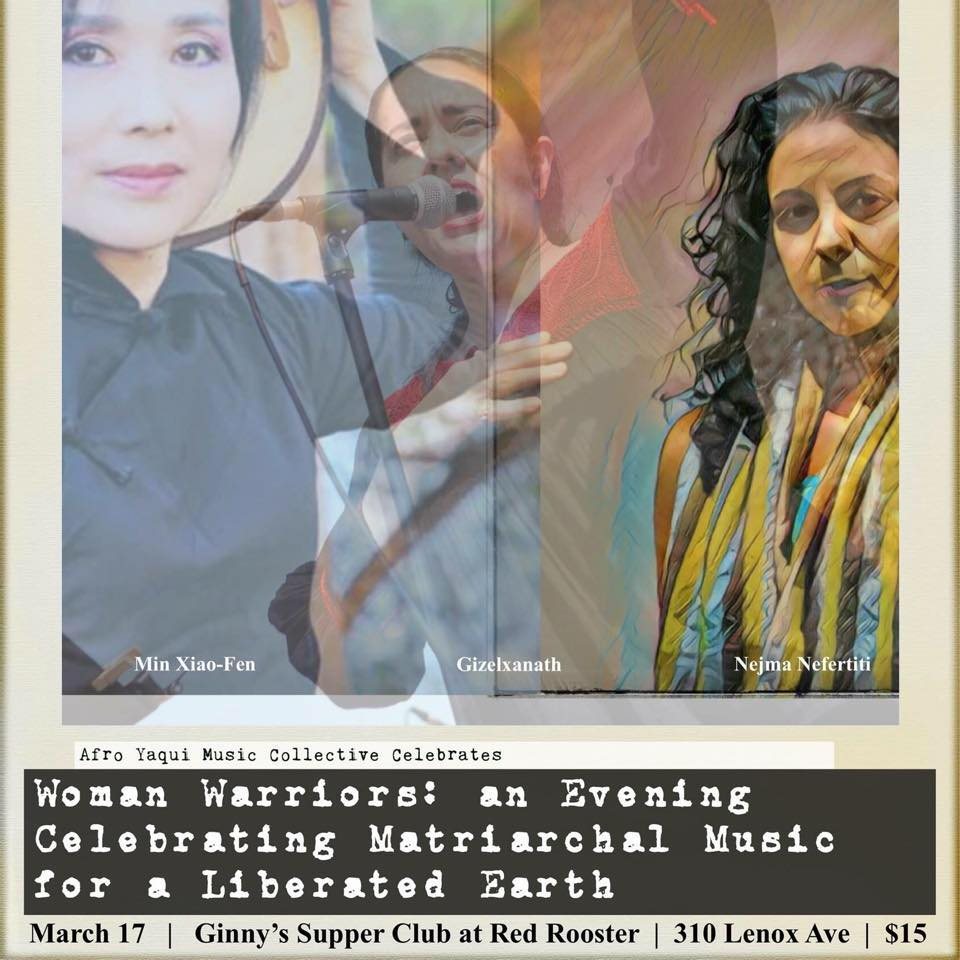 Min Xiao-Fen
Gizelxanath
Nejma Nefertiti
Afro Yaqui Music Collective Celebrates
Woman Warriors: an Evening
Celebrating Matriarchal Music
for a Liberated Earth
March 17 | Ginny's Supper Club at Red Rooster | 310 Lenox Ave | $15